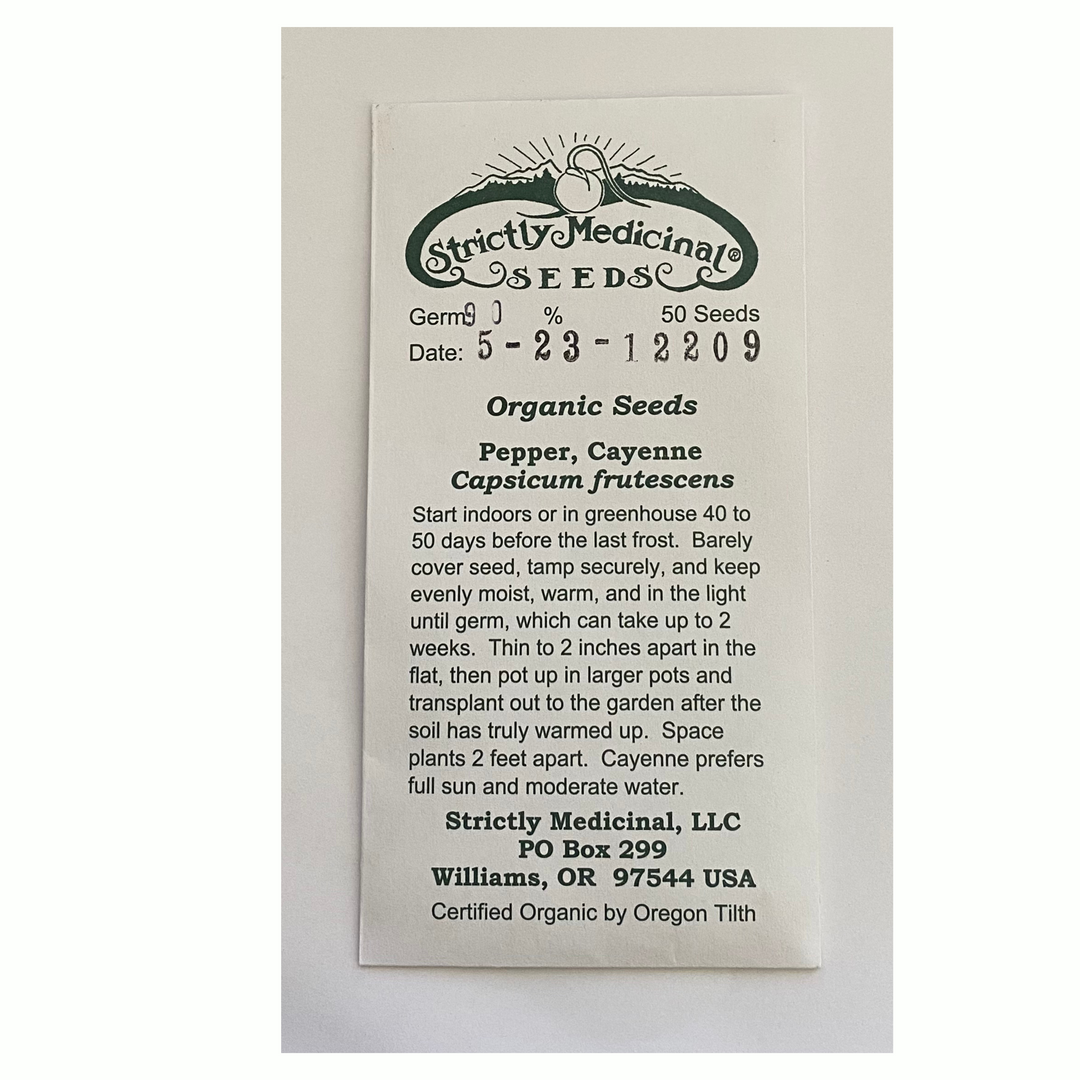 Strictly Medicinal®
SEEDS
Germ 90 % 50 Seeds
Date: 5-23-12209
Organic Seeds
Pepper, Cayenne
Capsicum frutescens
Start indoors or in greenhouse 40 to
50 days before the last frost. Barely
cover seed, tamp securely, and keep
evenly moist, warm, and in the light
until germ, which can take up to 2
weeks. Thin to 2 inches apart in the
flat, then pot up in larger pots and
transplant out to the garden after the
soil has truly warmed up. Space
plants 2 feet apart. Cayenne prefers
full sun and moderate water.
Strictly Medicinal, LLC
PO Box 299
Williams, OR 97544 USA
Certified Organic by Oregon Tilth